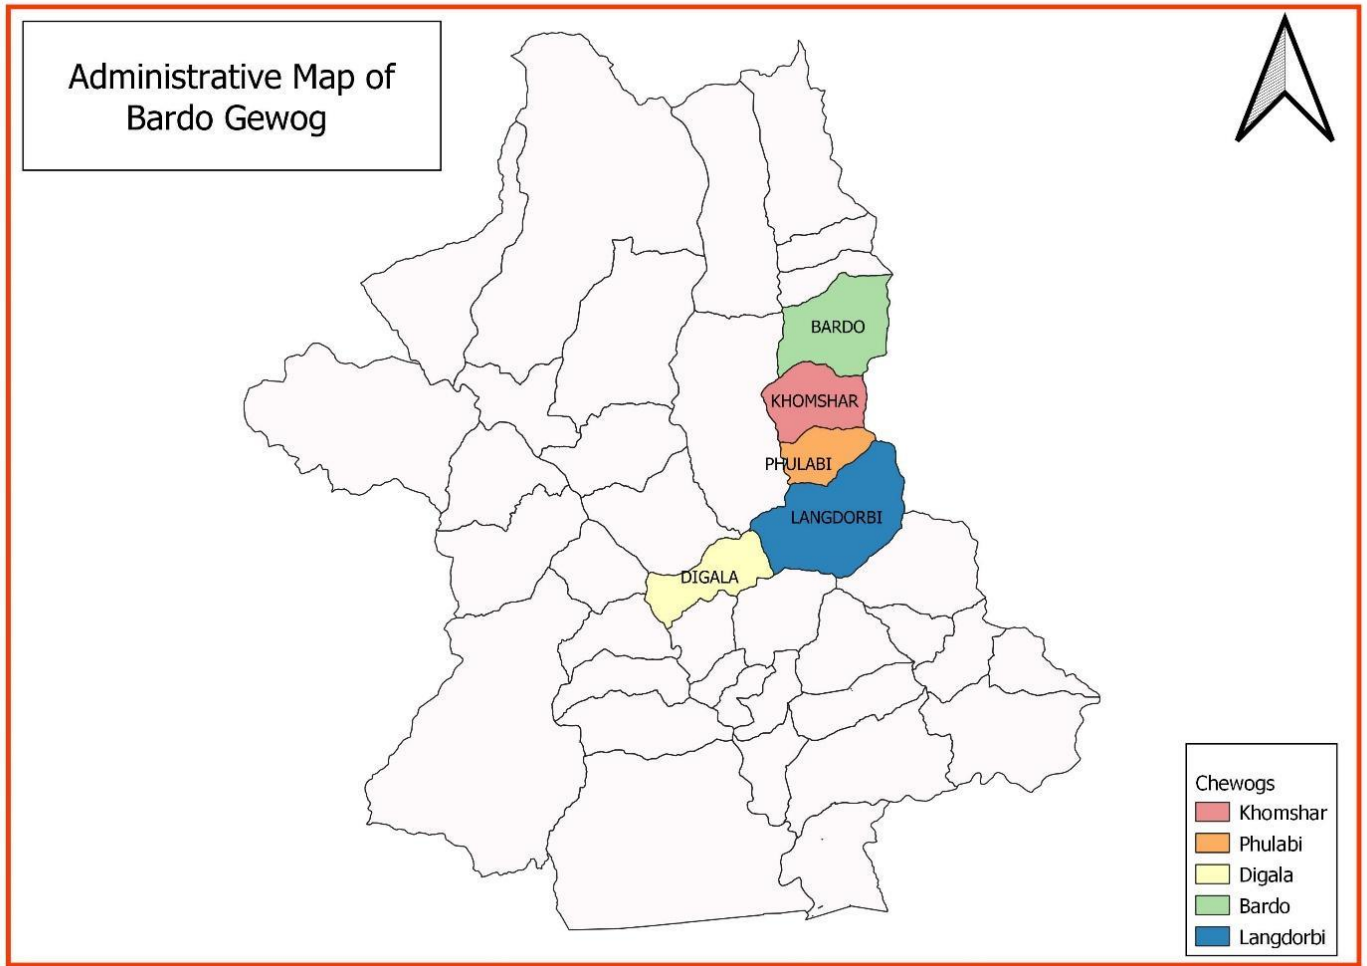 Administrative Map of
Bardo Gewog
BARDO
KHOMSHAR
PHULABI
LANGDORBI
DIGALA
Chewogs
Khomshar
Phulabi
Digala
Bardo
Langdorbi